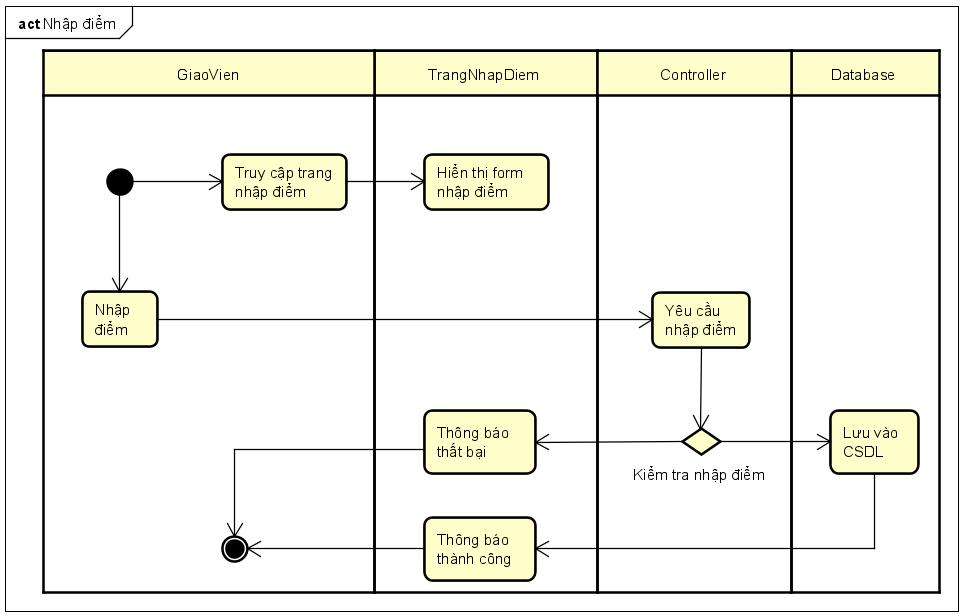 act Nhập điểm
GiaoVien
TrangNhapDiem
Controller
Database
Truy cập trang
nhập điểm
Hiển thị form
nhập điểm
Nhập
điểm
Yêu cầu
nhập điểm
Thông báo
thất bại
Kiểm tra nhập điểm
Lưu vào
CSDL
Thông báo
thành công